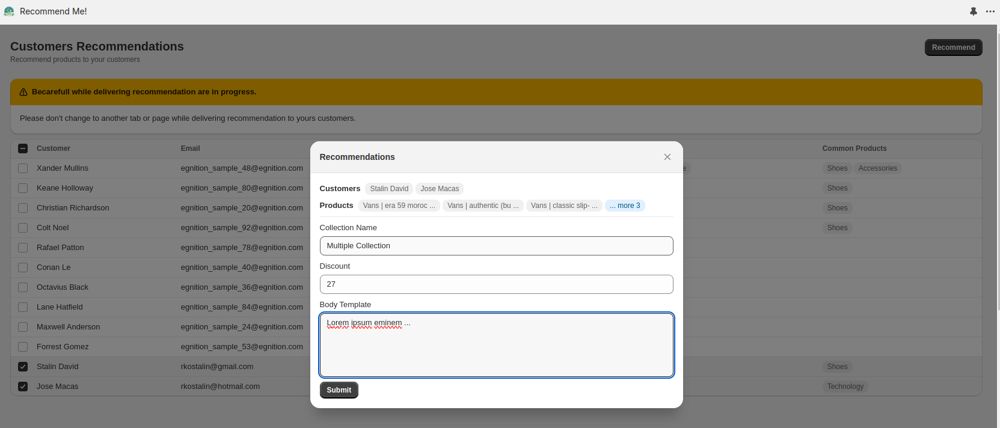 Recommend Me!
Customers Recommendations
Recommend products to your customers
Recommend
Becarefull while delivering recommendation are in progress.
Please don't change to another tab or page while delivering recommendation to yours customers.
Customer Email Common Products
Xander Mullins egnition_sample_48@egnition.com e Shoes Accessories
Keane Holloway egnition_sample_80@egnition.com Shoes
Christian Richardson egnition_sample_20@egnition.com Shoes
Colt Noel egnition_sample_92@egnition.com Shoes
Rafael Patton egnition_sample_78@egnition.com
Conan Le egnition_sample_40@egnition.com
Octavius Black egnition_sample_36@egnition.com
Lane Hatfield egnition_sample_84@egnition.com
Maxwell Anderson egnition_sample_24@egnition.com
Forrest Gomez egnition_sample_53@egnition.com
Stalin David rkostalin@gmail.com Shoes
Jose Macas rkostalin@hotmail.com Technology
Recommendations
Customers Stalin David Jose Macas
Products Vans | era 59 moroc ... Vans | authentic (bu ... Vans | classic slip- ... ... more 3
Collection Name
Multiple Collection
Discount
27
Body Template
Lorem ipsum eminem ...
Submit